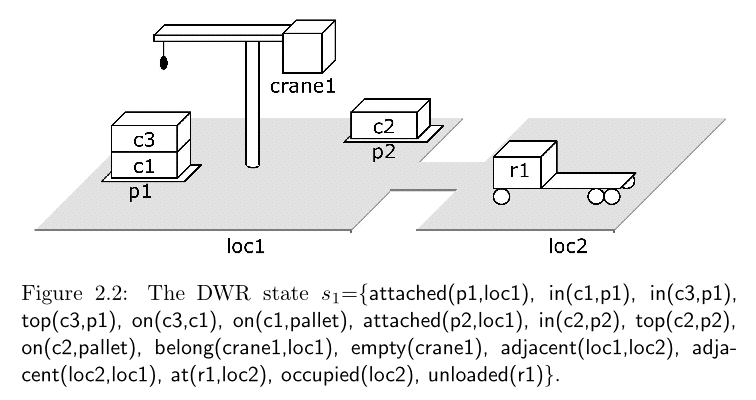 crane1
c3
c2
c1
p2
r1
p1
loc1
loc2
Figure 2.2: The DWR state s₁={attached(p1,loc1), in(c1,p1), in(c3,p1),
top(c3,p1), on(c3,c1), on(c1,pallet), attached(p2,loc1), in(c2,p2), top(c2,p2),
on(c2,pallet), belong(crane1,loc1), empty(crane1), adjacent(loc1,loc2), adja-
cent(loc2,loc1), at(r1,loc2), occupied(loc2), unloaded(r1)}.